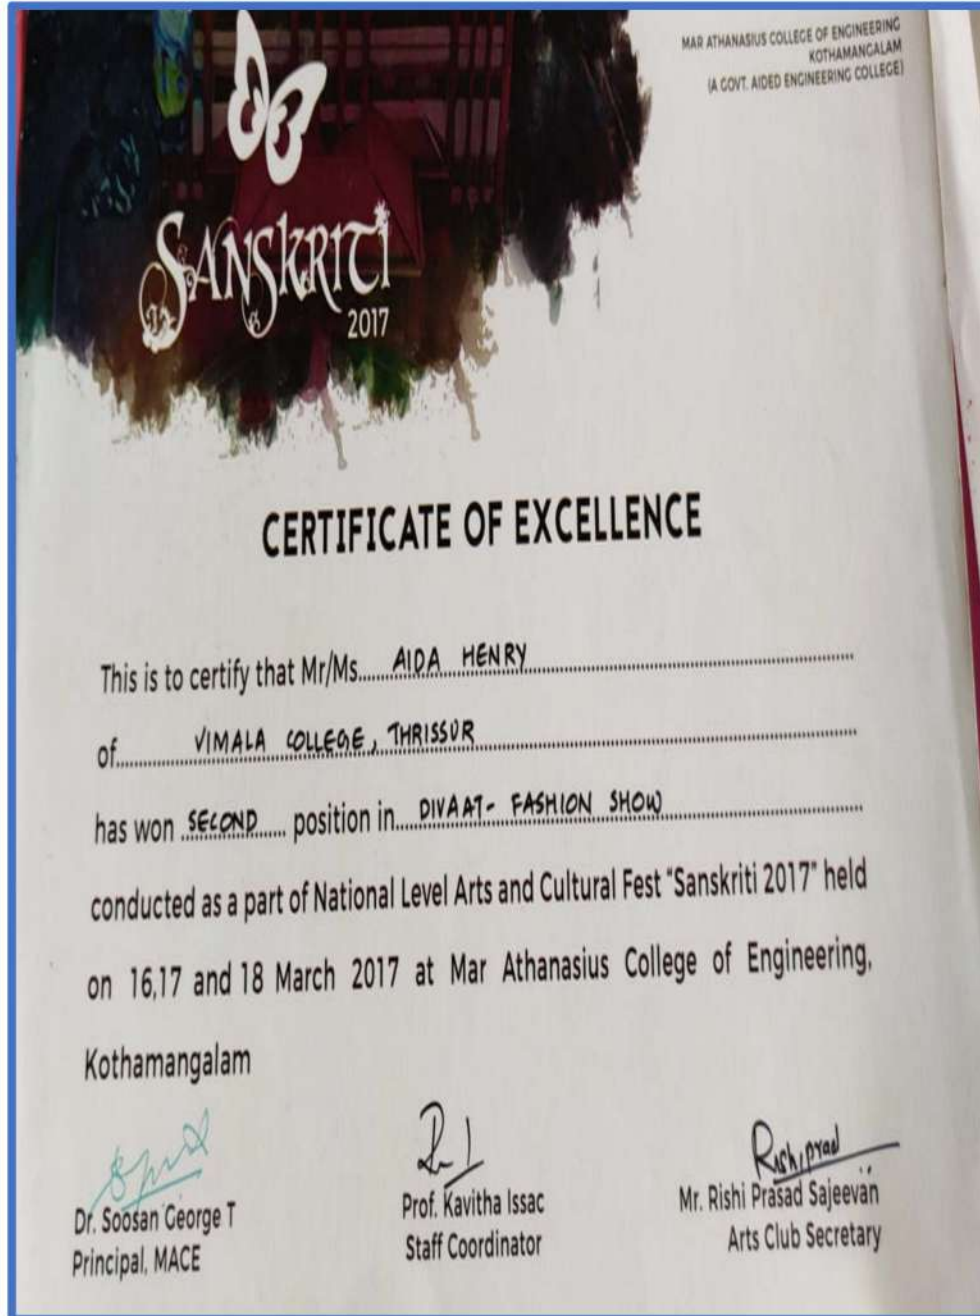 MAR ATHANASIUS COLLEGE OF ENGINEERING
KOTHAMANGALAM
(A GOVT. AIDED ENGINEERING COLLEGE)
SANSKRITI
2017
CERTIFICATE OF EXCELLENCE
This is to certify that Mr/Ms.....AIDA HENRY.....
of.....VIMALA COLLEGE, THRISSUR.....
has won .SECOND..... position in....DIVAAT- FASHION SHOW.....
conducted as a part of National Level Arts and Cultural Fest "Sanskriti 2017" held
on 16,17 and 18 March 2017 at Mar Athanasius College of Engineering,
Kothamangalam
Rishiprad
Dr. Soosan George T
Principal, MACE
Prof. Kavitha Issac
Staff Coordinator
Mr. Rishi Prasad Sajeevan
Arts Club Secretary